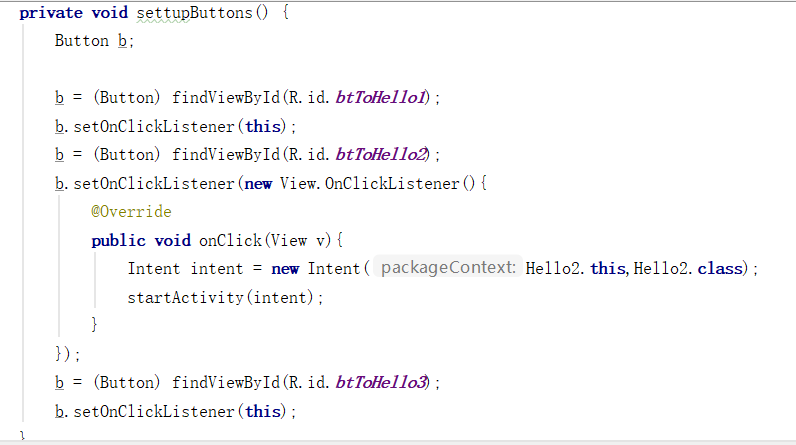 private void settupButtons() {
Button b;
b = (Button) findViewById(R.id.btToHello1);
b.setOnClickListener(this);
b = (Button) findViewById(R.id.btToHello2);
b.setOnClickListener(new View.OnClickListener(){
@Override
public void onClick(View v){
Intent intent = new Intent( packageContext: Hello2.this,Hello2.class);
startActivity(intent);
}
});
b = (Button) findViewById(R.id.btToHello3);
b.setOnClickListener(this);
}